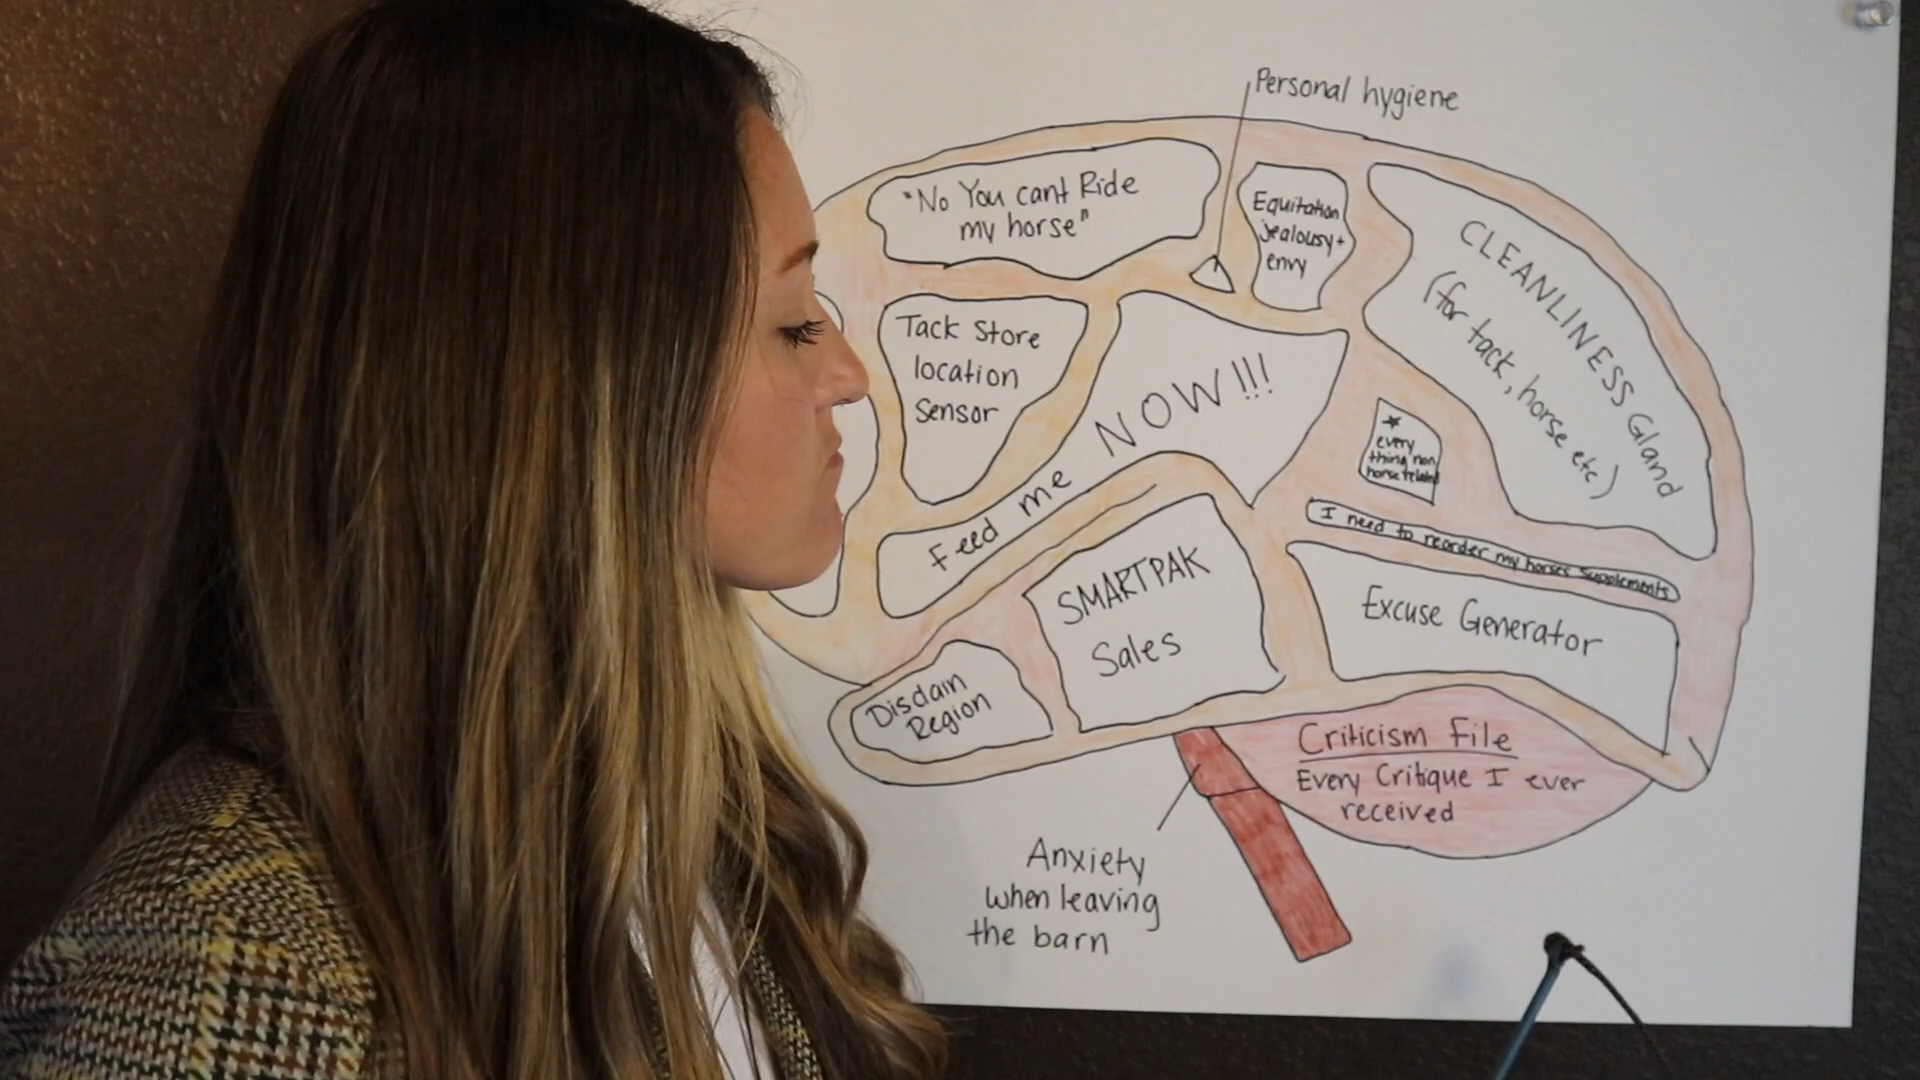 Personal hygiene
"No You cant Ride
my horse"
Equitation
jealousy +
envy
CLEANLINESS Gland
(for tack, horse etc)
Tack Store
location
Sensor
Feed me NOW!!!
every
thing non
horse related
I need to reorder my horses supplements
SMARTPAK
Sales
Excuse Generator
Disdain
Region
Criticism File
Every Critique I ever
received
Anxiety
when leaving
the barn